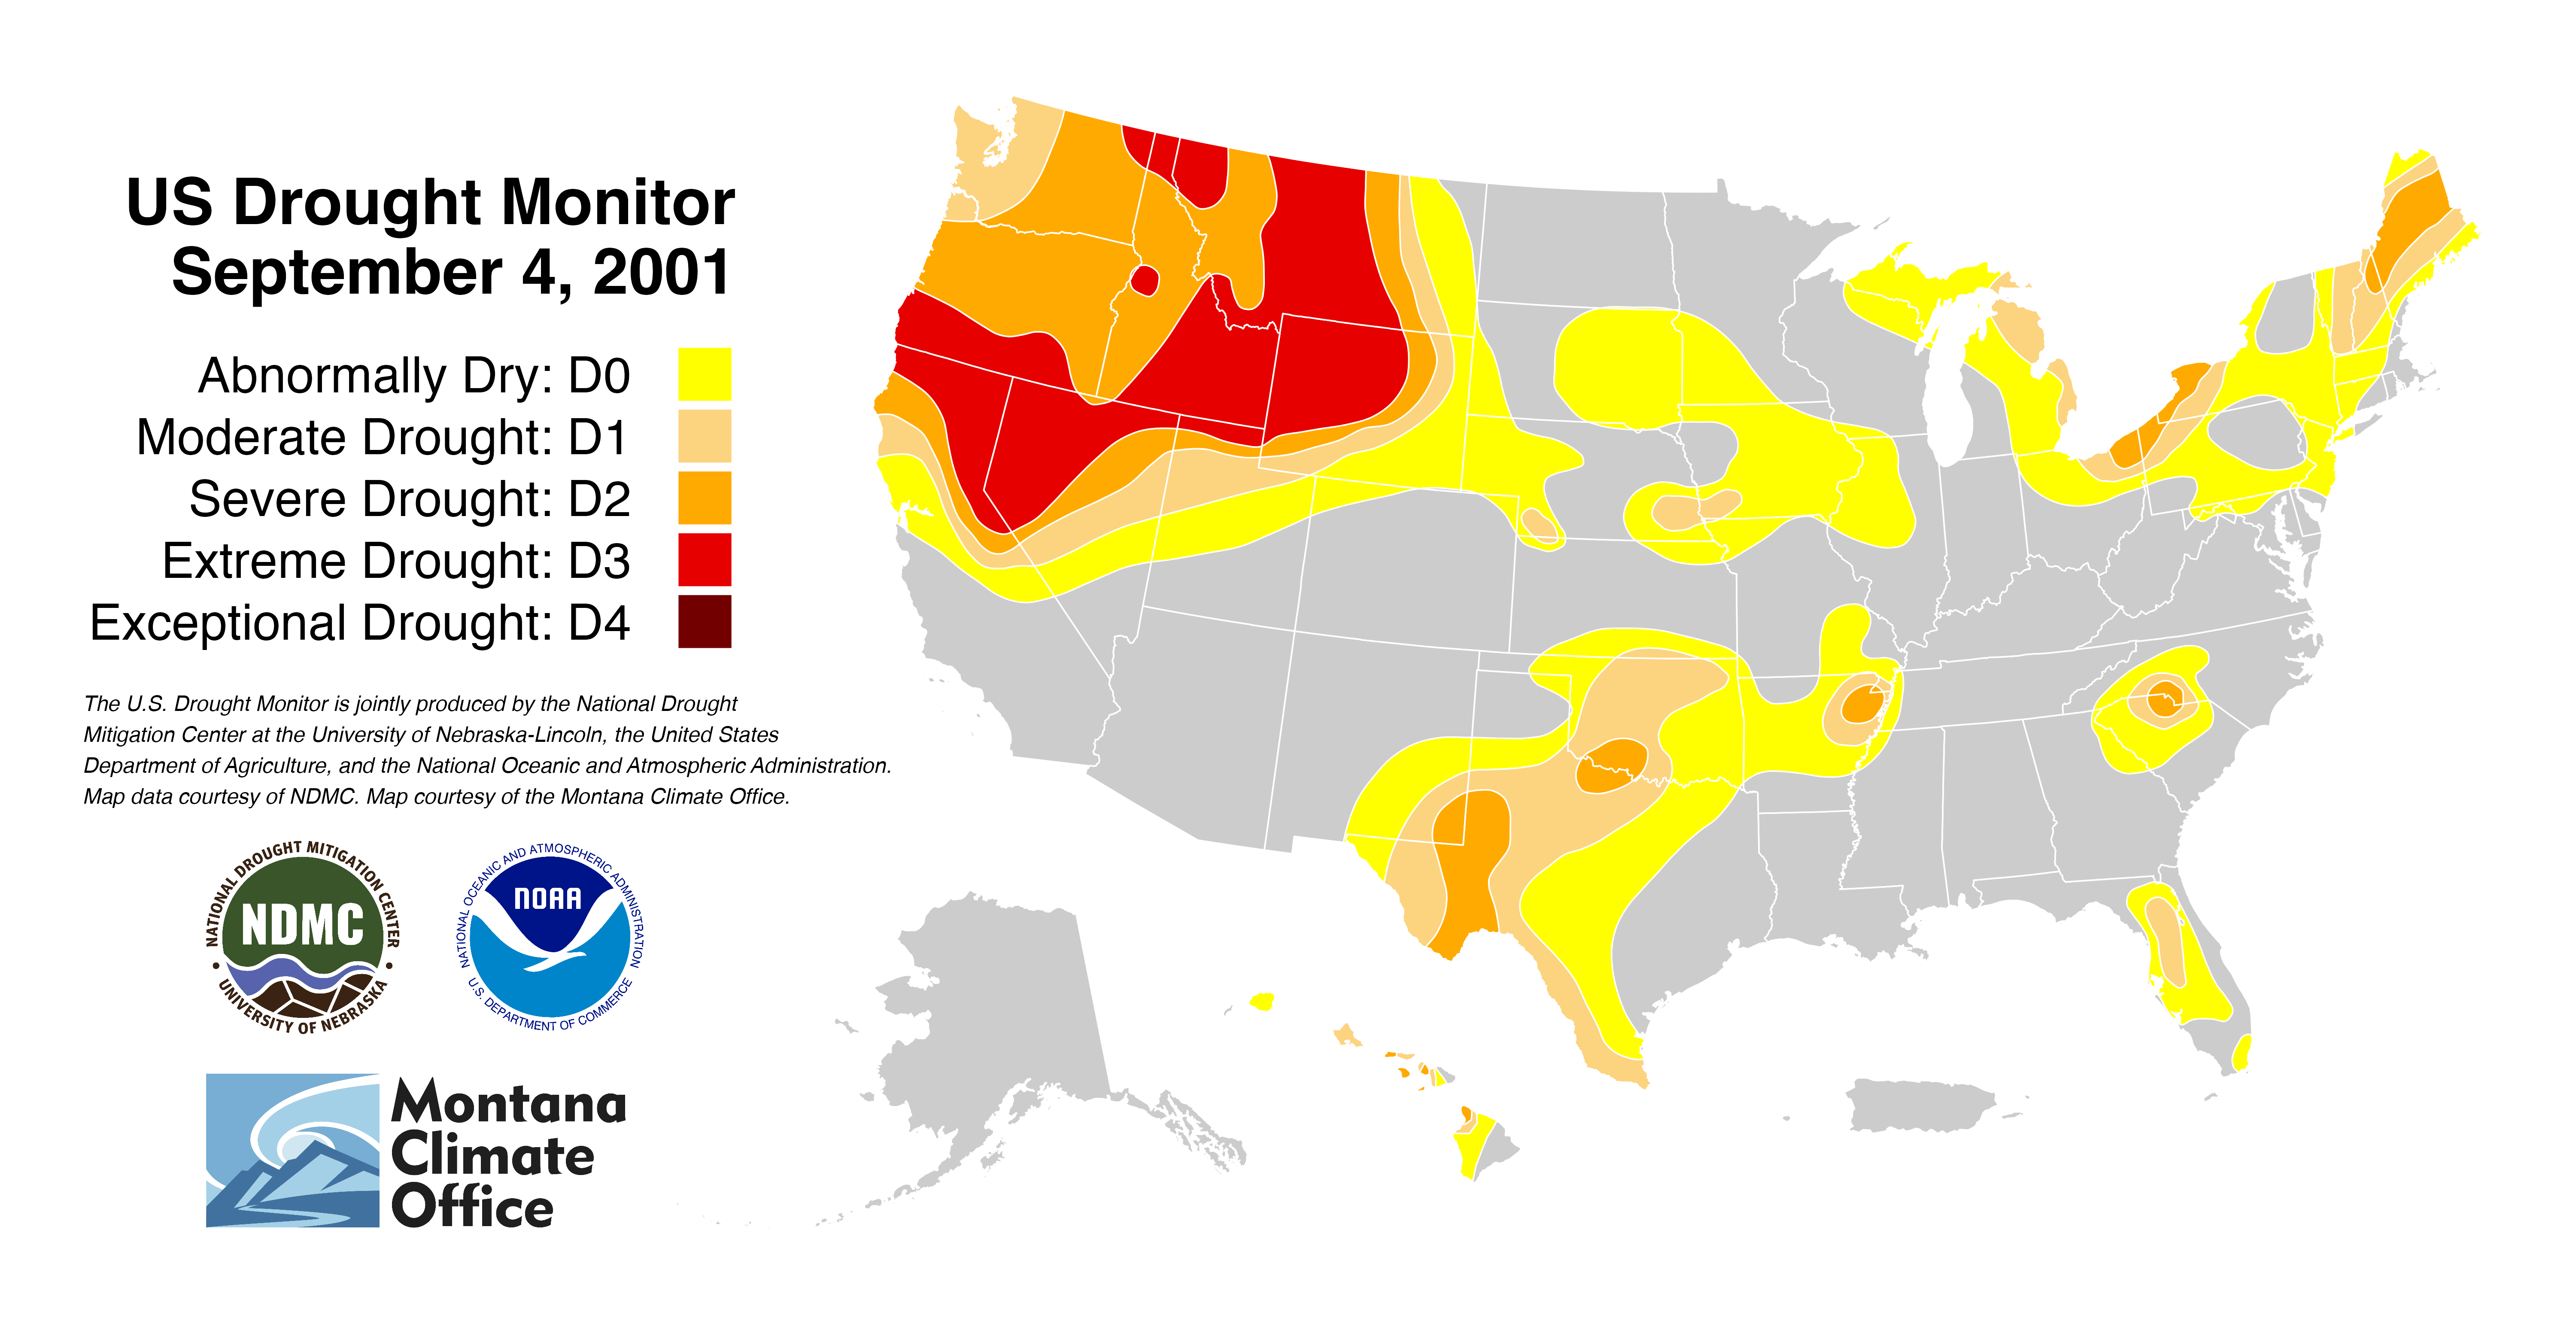 US Drought Monitor
September 4, 2001
Abnormally Dry: D0
Moderate Drought: D1
Severe Drought: D2
Extreme Drought: D3
Exceptional Drought: D4
The U.S. Drought Monitor is jointly produced by the National Drought
Mitigation Center at the University of Nebraska-Lincoln, the United States
Department of Agriculture, and the National Oceanic and Atmospheric Administration.
Map data courtesy of NDMC. Map courtesy of the Montana Climate Office.
NATIONAL DROUGHT MITIGATION CENTER
NDMC
• UNIVERSITY OF NEBRASKA •
NATIONAL OCEANIC AND ATMOSPHERIC ADMINISTRATION
NOAA
U.S. DEPARTMENT OF COMMERCE
Montana
Climate
Office